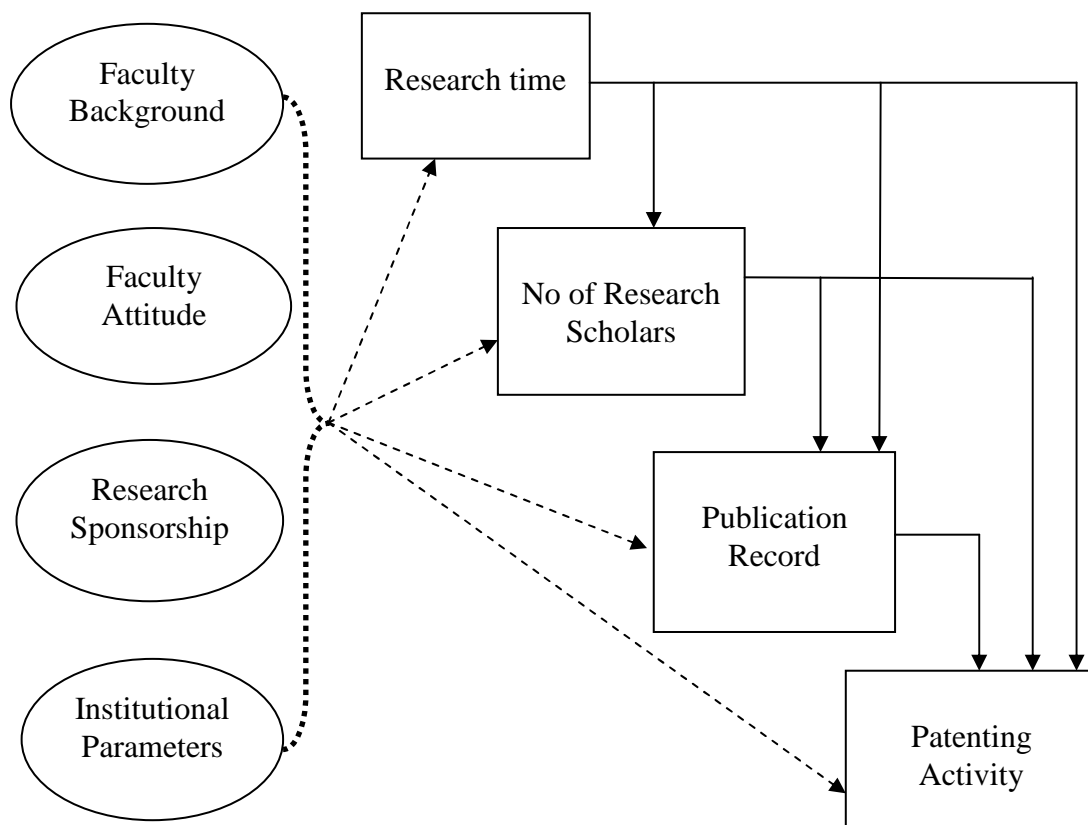 Faculty
Background
Faculty
Attitude
Research
Sponsorship
Institutional
Parameters
Research time
No of Research
Scholars
Publication
Record
Patenting
Activity